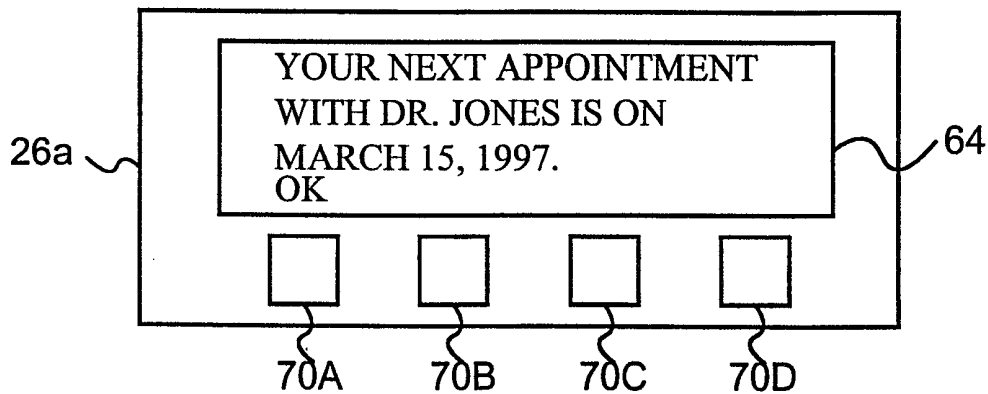 YOUR NEXT APPOINTMENT
WITH DR. JONES IS ON
MARCH 15, 1997.
OK
26a
64
70A 70B 70C 70D